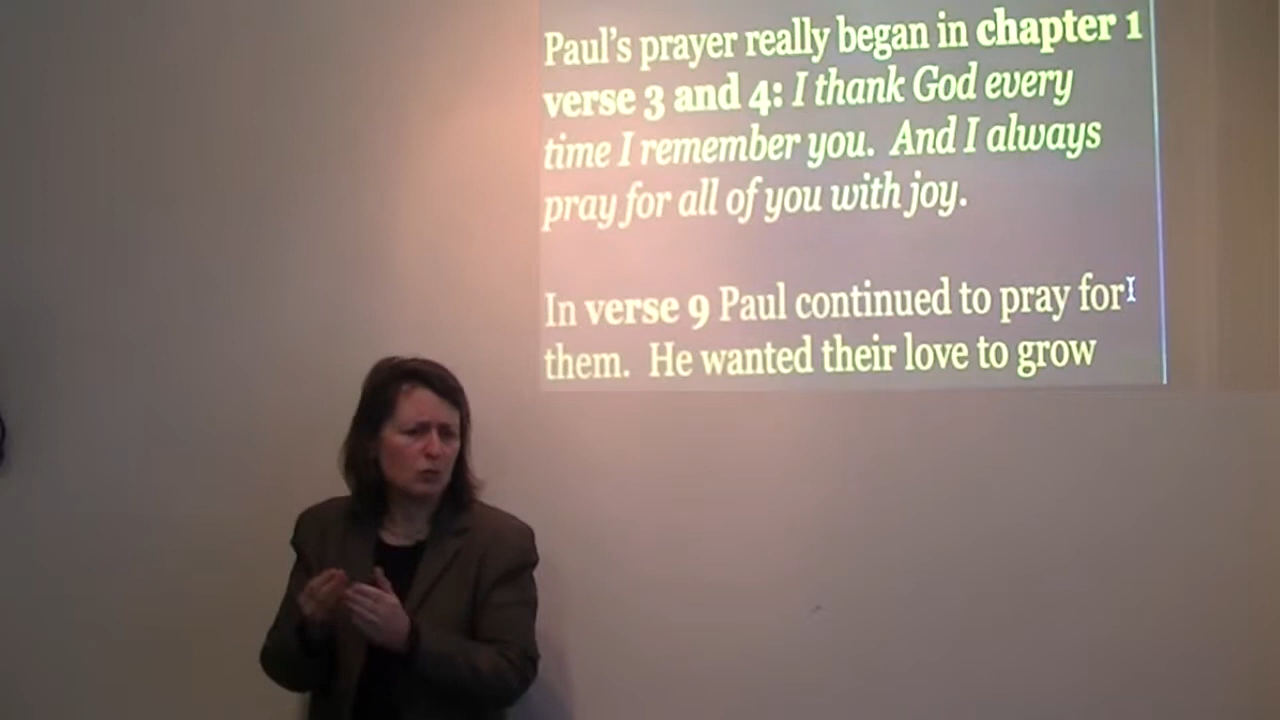 Paul's prayer really began in chapter 1
verse 3 and 4: I thank God every
time I remember you. And I always
pray for all of you with joy.
In verse 9 Paul continued to pray for
them. He wanted their love to grow